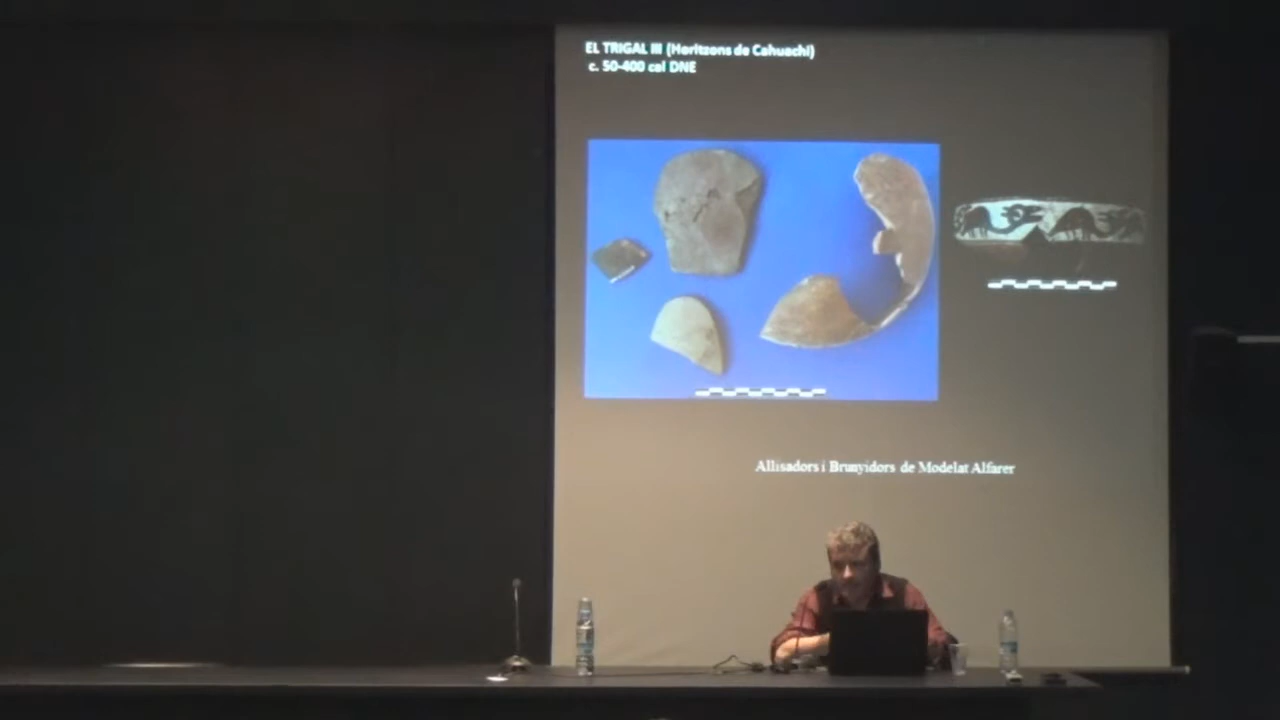 EL TRIGAL III (Horitzons de Cahuachi)
c. 50-400 cal DNE
Allisadors i Brunyidors de Modelat Alfarer